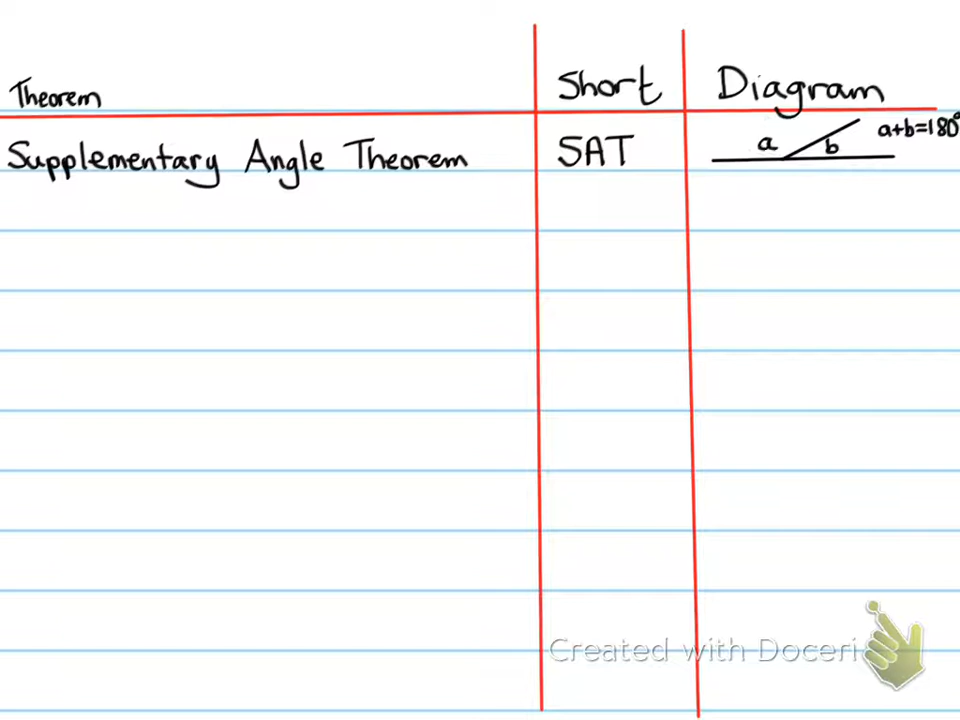 Theorem Short Diagram
Supplementary Angle Theorem SAT a b a+b=180°
Created with Doceri